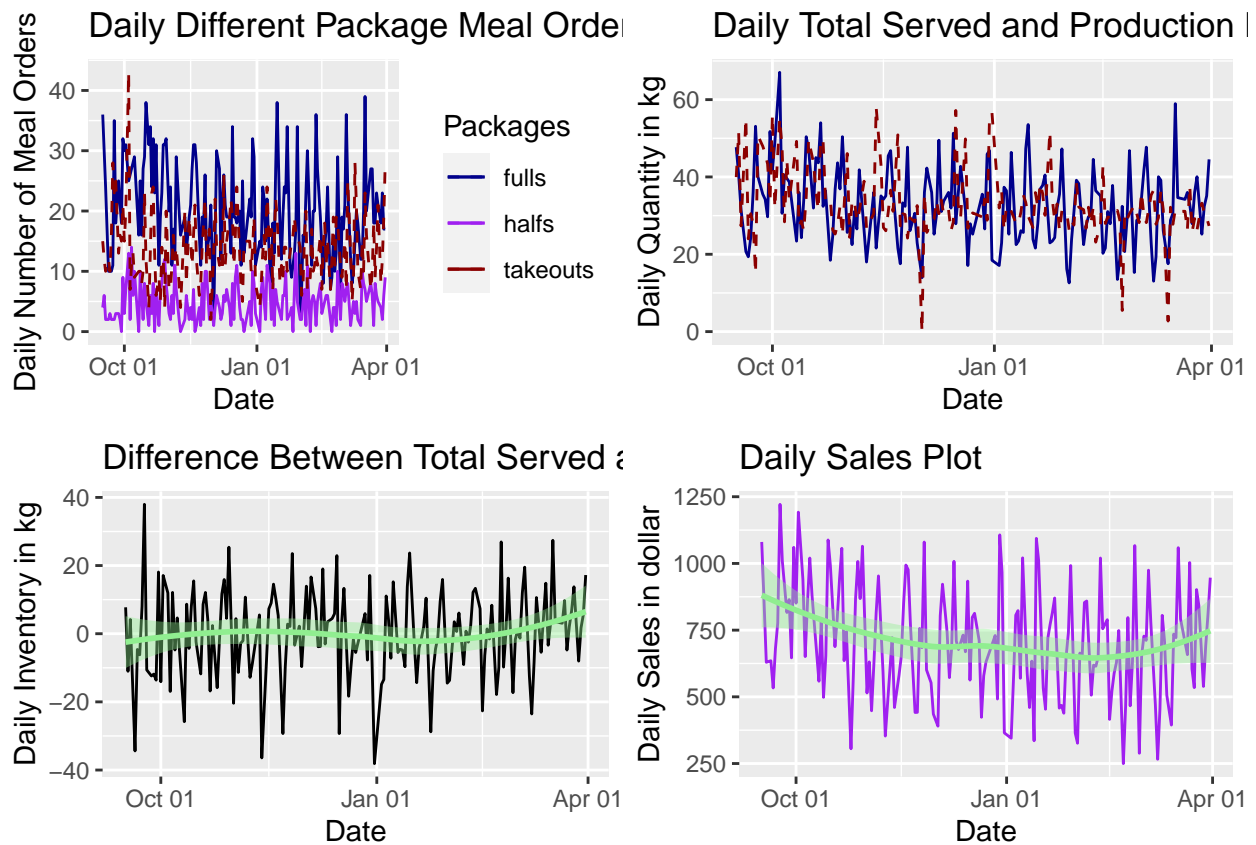 Daily Different Package Meal Order
Daily Number of Meal Orders
40
30
20
10
0
Oct 01
Jan 01
Apr 01
Date
Packages
fulls
halfs
takeouts
Daily Total Served and Production
Daily Quantity in kg
60
40
20
0
Oct 01
Jan 01
Apr 01
Date
Difference Between Total Served a
Daily Inventory in kg
40
20
0
−20
−40
Oct 01
Jan 01
Apr 01
Date
Daily Sales Plot
Daily Sales in dollar
1250
1000
750
500
250
Oct 01
Jan 01
Apr 01
Date